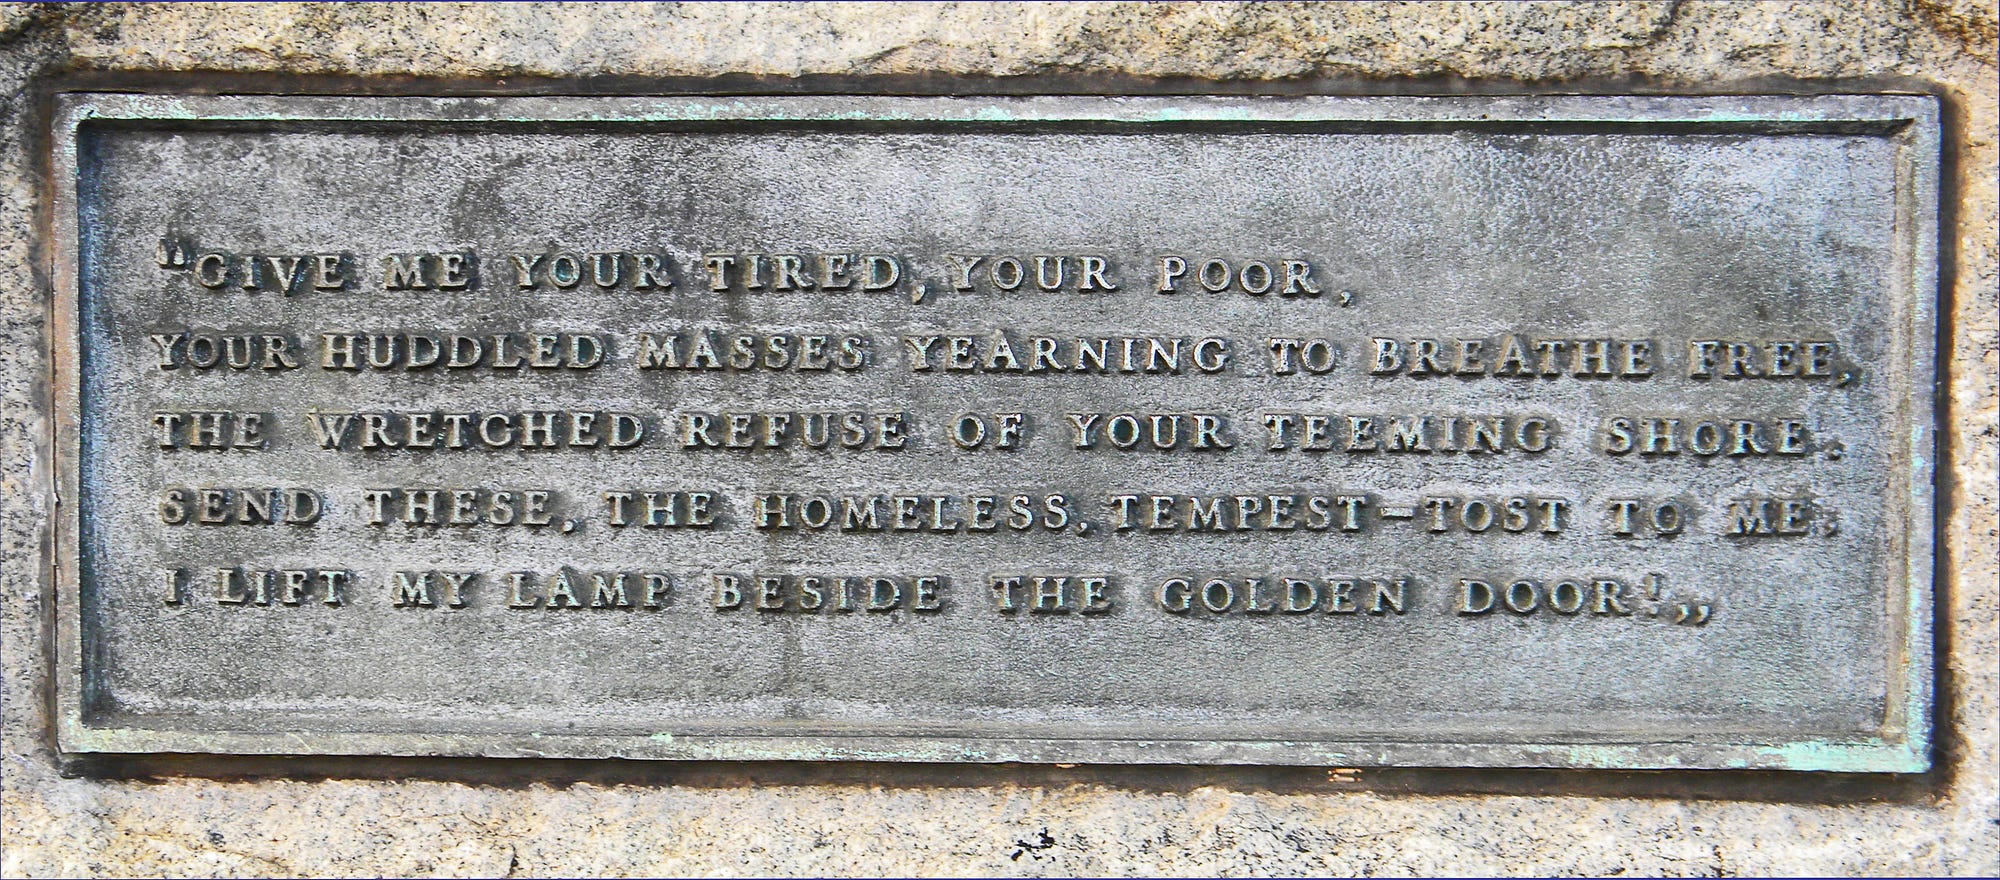 "GIVE ME YOUR TIRED, YOUR POOR,
YOUR HUDDLED MASSES YEARNING TO BREATHE FREE,
THE WRETCHED REFUSE OF YOUR TEEMING SHORE.
SEND THESE, THE HOMELESS, TEMPEST-TOST TO ME:
I LIFT MY LAMP BESIDE THE GOLDEN DOOR!„